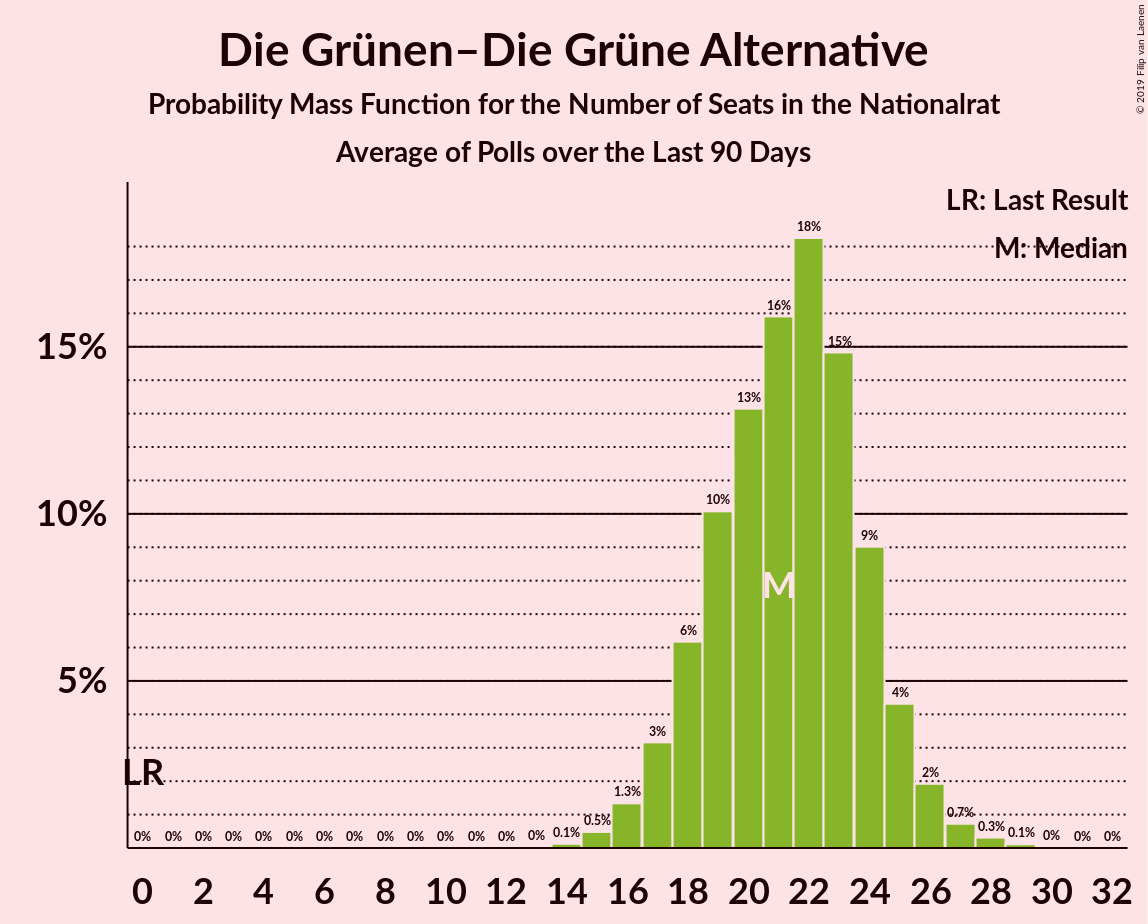 Die Grünen–Die Grüne Alternative
Probability Mass Function for the Number of Seats in the Nationalrat
Average of Polls over the Last 90 Days
© 2019 Filip van Laenen
LR: Last Result
M: Median
18%
16%
15%
15%
13%
10%
10%
9%
M
6%
5%
4%
3%
LR
2%
1.3%
0.7%
0.5%
0.3%
0% 0% 0% 0% 0% 0% 0% 0% 0% 0% 0% 0% 0% 0% 0.1% 0.1% 0% 0% 0%
0 2 4 6 8 10 12 14 16 18 20 22 24 26 28 30 32